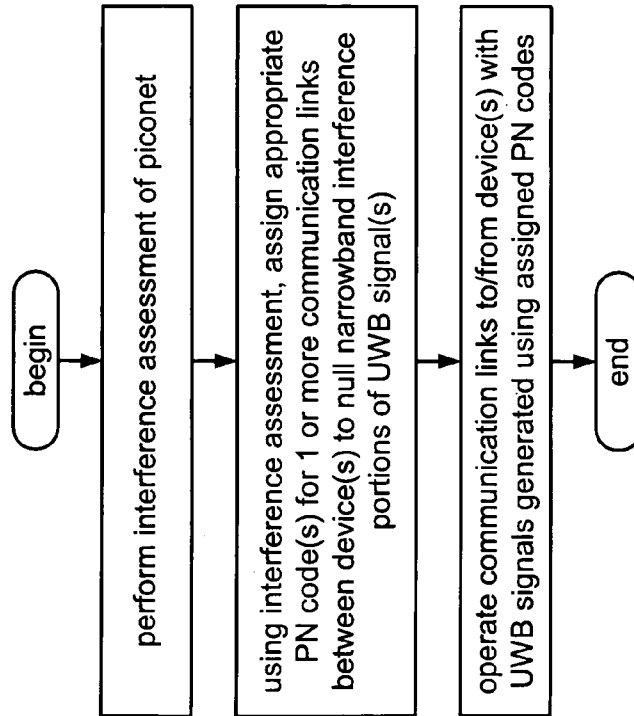 begin
perform interference assessment of piconet
using interference assessment, assign appropriate
PN code(s) for 1 or more communication links
between device(s) to null narrowband interference
portions of UWB signal(s)
operate communication links to/from device(s) with
UWB signals generated using assigned PN codes
end